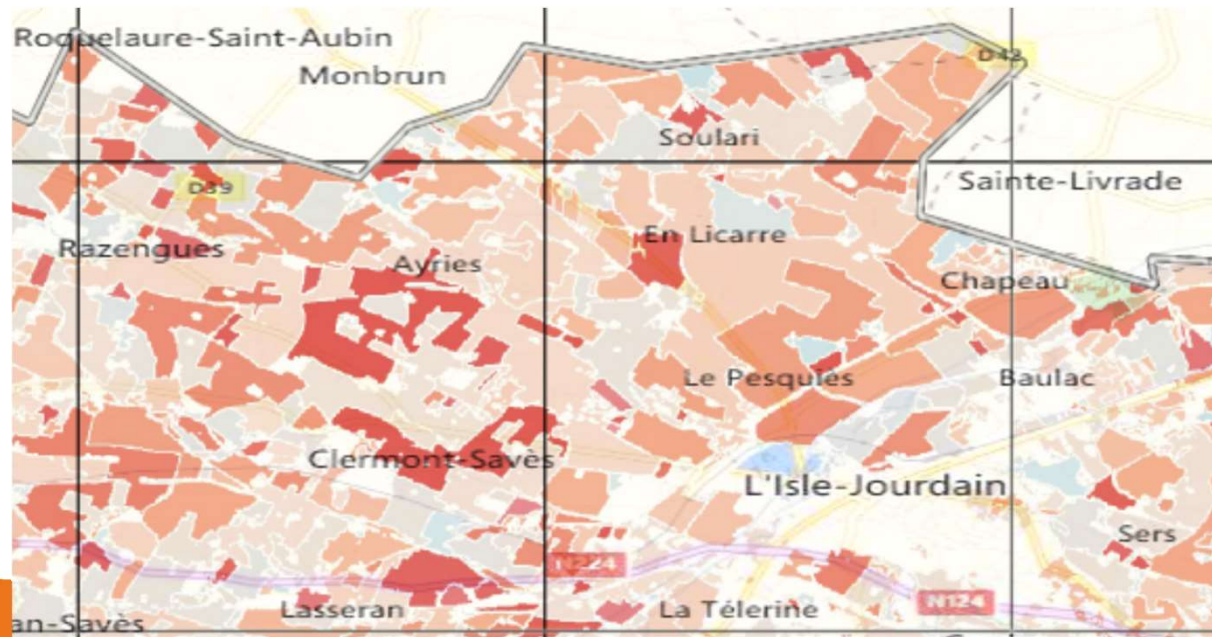 Roquelaure-Saint-Aubin
Monbrun
D42
Soulari
Sainte-Livrade
D39
Razengues
Ayries
En Licarre
Chapeau
Le Pesquiès
Baulac
Clermont-Savès
L'Isle-Jourdain
Sers
N224
N124
Lasseran
La Télerine
an-Savès